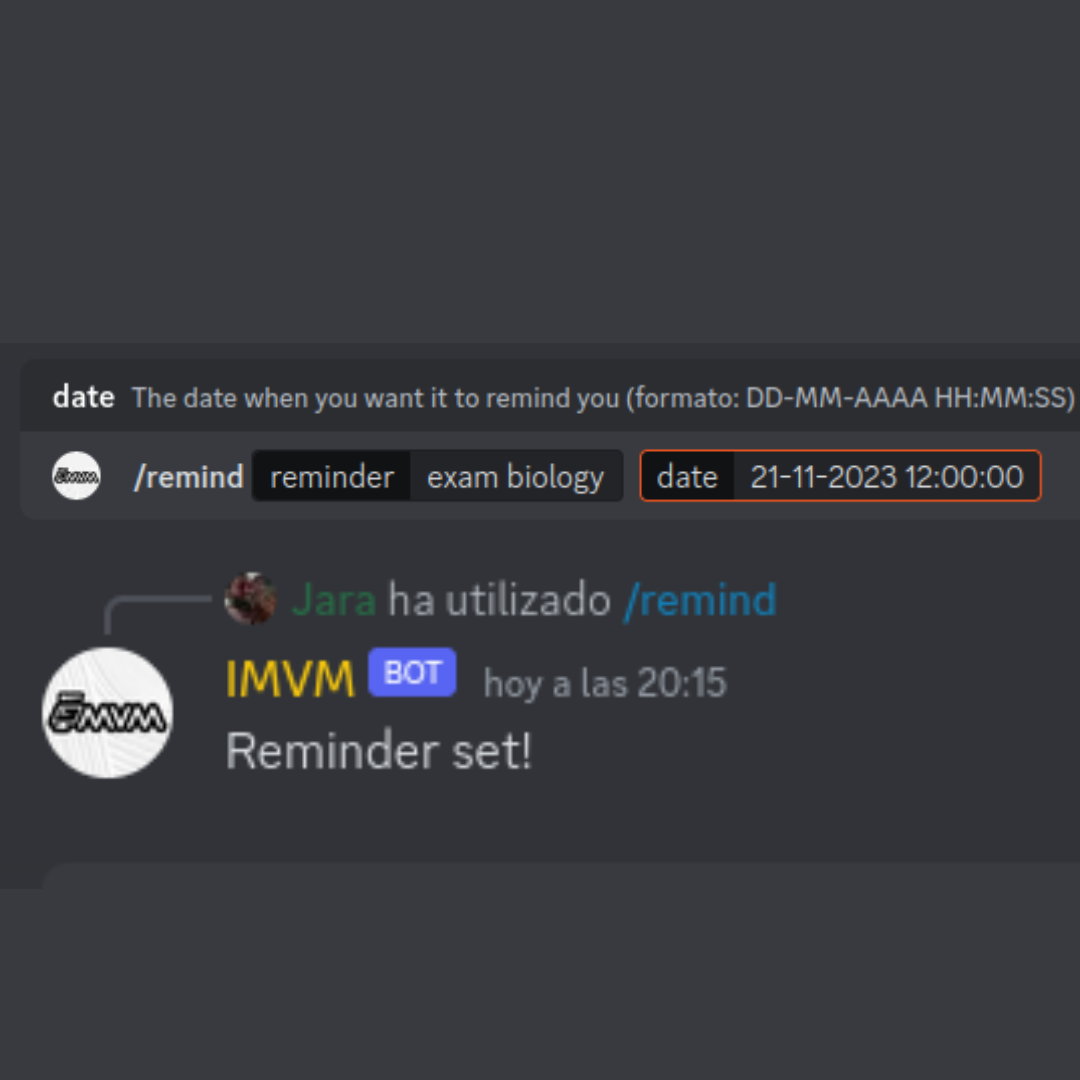 date The date when you want it to remind you (formato: DD-MM-AAAA HH:MM:SS)
/remind reminder exam biology date 21-11-2023 12:00:00
Jara ha utilizado /remind
IMVM BOT hoy a las 20:15
Reminder set!